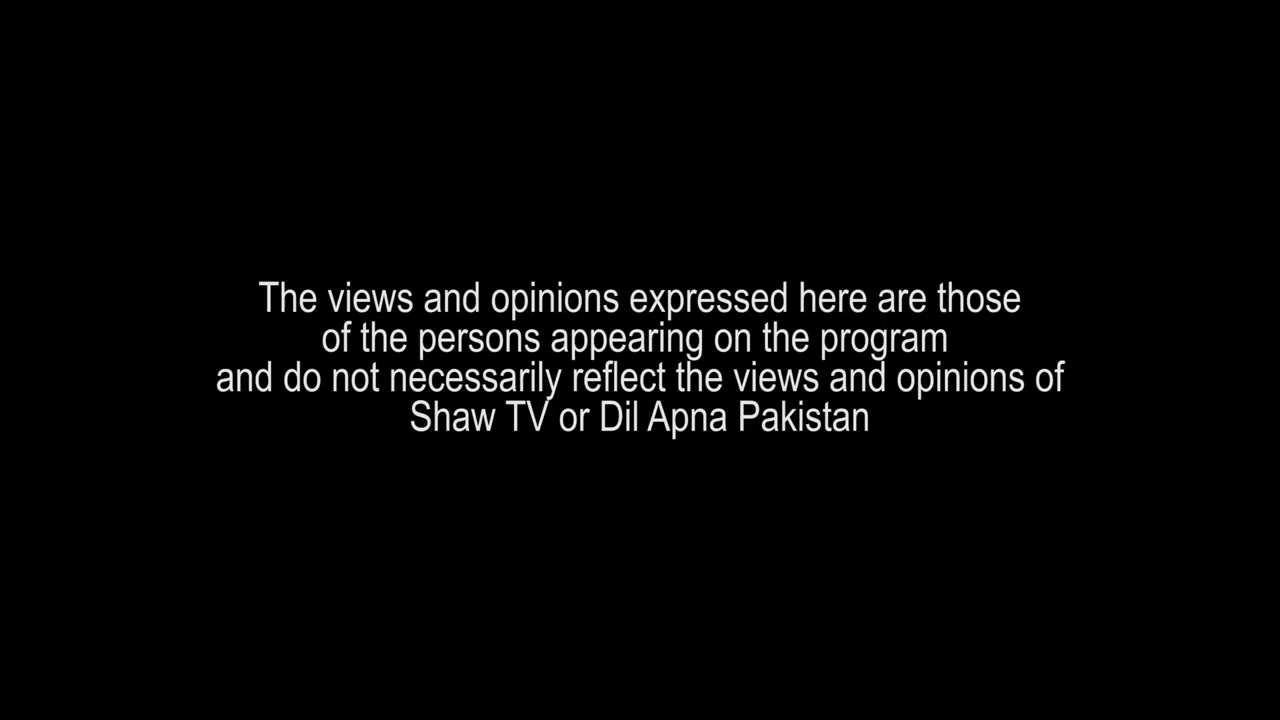 The views and opinions expressed here are those
of the persons appearing on the program
and do not necessarily reflect the views and opinions of
Shaw TV or Dil Apna Pakistan